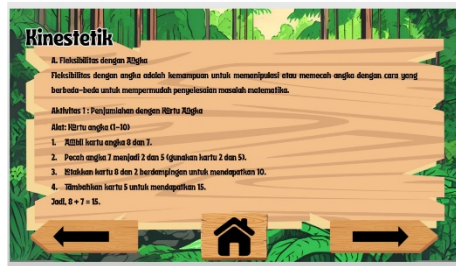 Kinestetik
A. Fleksibilitas dengan Angka
Fleksibilitas dengan angka adalah kemampuan untuk memanipulasi atau memecah angka dengan cara yang
berbeda-beda untuk mempermudah penyelesaian masalah matematika.
Aktivitas 1 : Penjumlahan dengan Kartu Angka
Alat: Kartu angka (1-10)
1. Ambil kartu angka 8 dan 7.
2. Pecah angka 7 menjadi 2 dan 5 (gunakan kartu 2 dan 5).
3. Letakkan kartu 8 dan 2 berdampingan untuk mendapatkan 10.
4. Tambahkan kartu 5 untuk mendapatkan 15.
Jadi, 8 + 7 = 15.